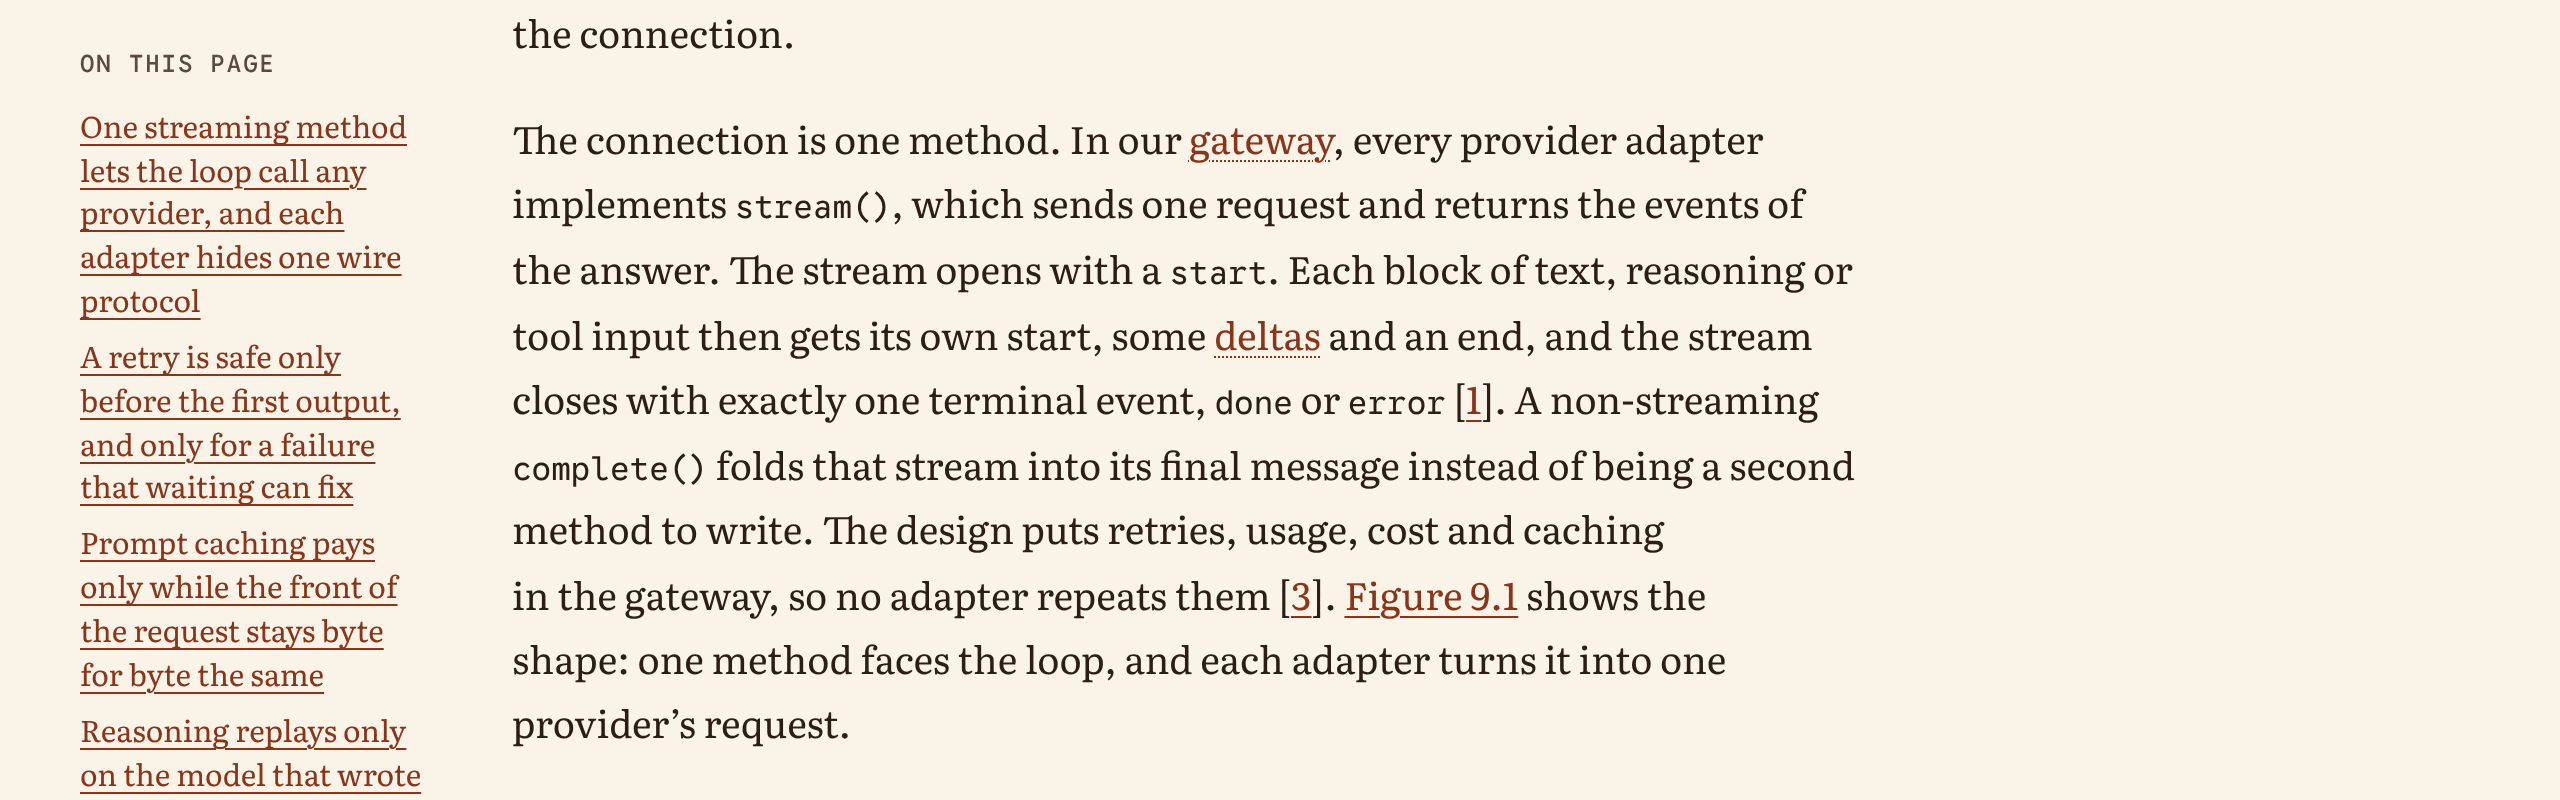 ON THIS PAGE
One streaming method
lets the loop call any
provider, and each
adapter hides one wire
protocol
A retry is safe only
before the first output,
and only for a failure
that waiting can fix
Prompt caching pays
only while the front of
the request stays byte
for byte the same
Reasoning replays only
on the model that wrote
the connection.
The connection is one method. In our gateway, every provider adapter
implements stream(), which sends one request and returns the events of
the answer. The stream opens with a start. Each block of text, reasoning or
tool input then gets its own start, some deltas and an end, and the stream
closes with exactly one terminal event, done or error [1]. A non-streaming
complete() folds that stream into its final message instead of being a second
method to write. The design puts retries, usage, cost and caching
in the gateway, so no adapter repeats them [3]. Figure 9.1 shows the
shape: one method faces the loop, and each adapter turns it into one
provider’s request.